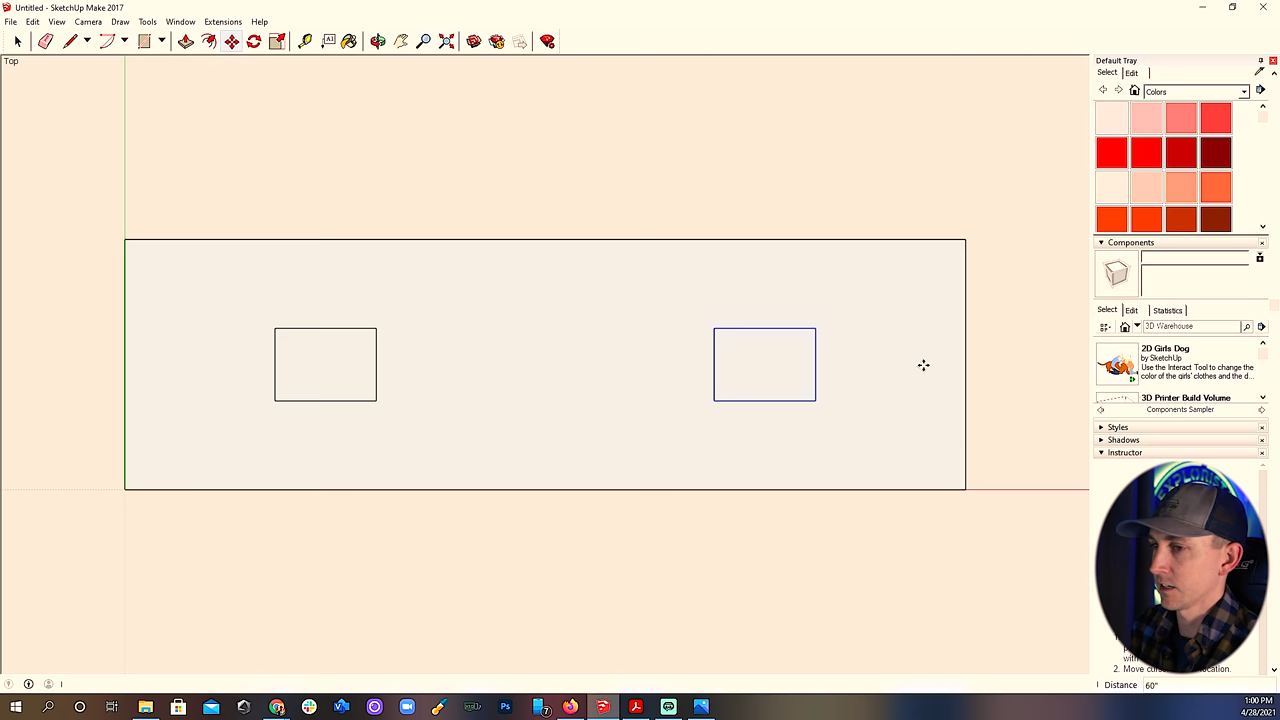 Untitled - SketchUp Make 2017
File Edit View Camera Draw Tools Window Extensions Help
Top
Default Tray
Select Edit
Colors
Components
Select Edit Statistics
3D Warehouse
2D Girls Dog
by SketchUp
Use the Interact Tool to change the
color of the girls' clothes and the d...
3D Printer Build Volume
Components Sampler
Styles
Shadows
Instructor
EXPLORIST
2. Move cursor location.
Distance 60"
1:00 PM
4/28/2021